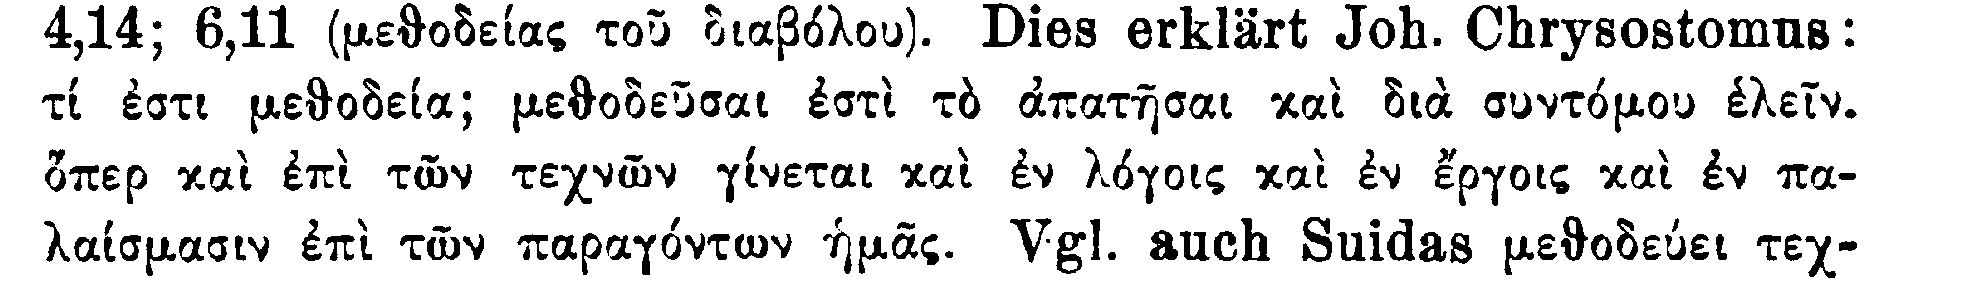 4,14; 6,11 (μεθοδείας τοῦ διαβόλου). Dies erklärt Joh. Chrysostomus:
τί ἐστι μεθοδεία; μεθοδεῦσαι ἐστὶ τὸ ἀπατῆσαι καὶ διὰ συντόμου ἑλεῖν.
ὅπερ καὶ ἐπὶ τῶν τεχνῶν γίνεται καὶ ἐν λόγοις καὶ ἐν ἔργοις καὶ ἐν πα-
λαίσμασιν ἐπὶ τῶν παραγόντων ἡμᾶς. Vgl. auch Suidas μεθοδεύει τεχ-